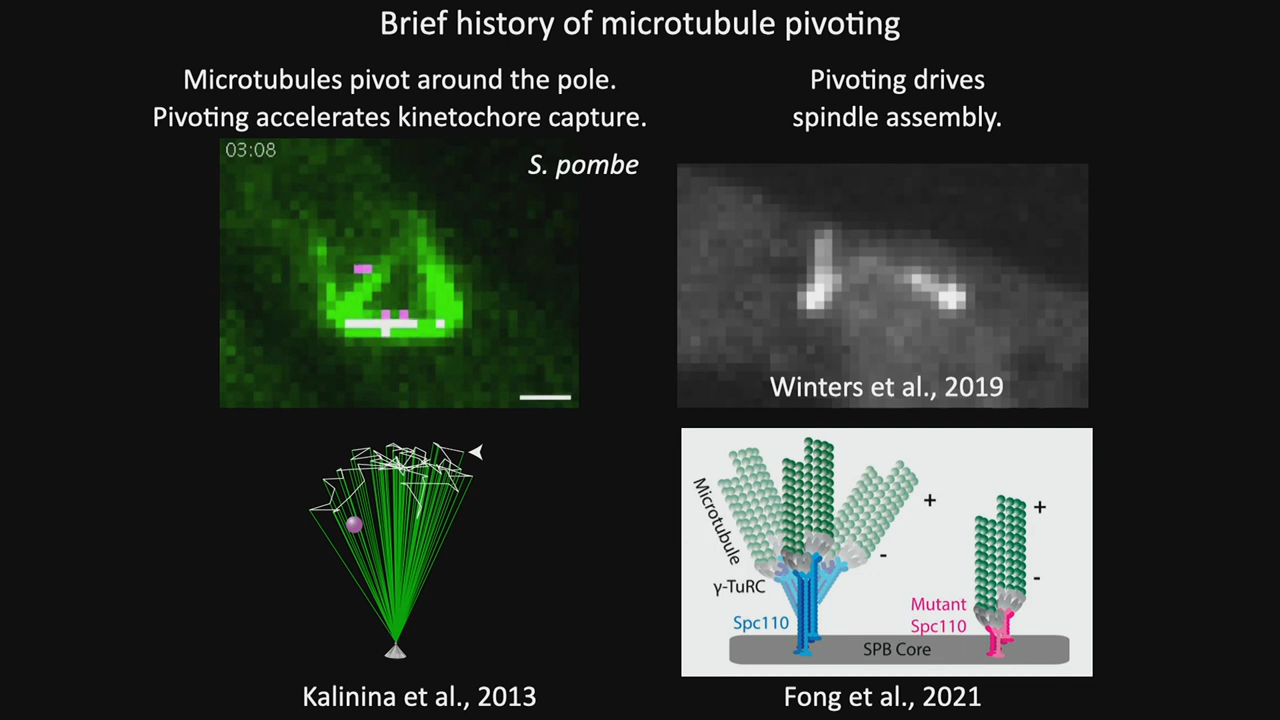 Brief history of microtubule pivoting
Microtubules pivot around the pole.
Pivoting accelerates kinetochore capture.
03:08
S. pombe
Kalinina et al., 2013
Pivoting drives
spindle assembly.
Winters et al., 2019
Microtubule
+
-
γ-TuRC
Spc110
+
-
Mutant
Spc110
SPB Core
Fong et al., 2021